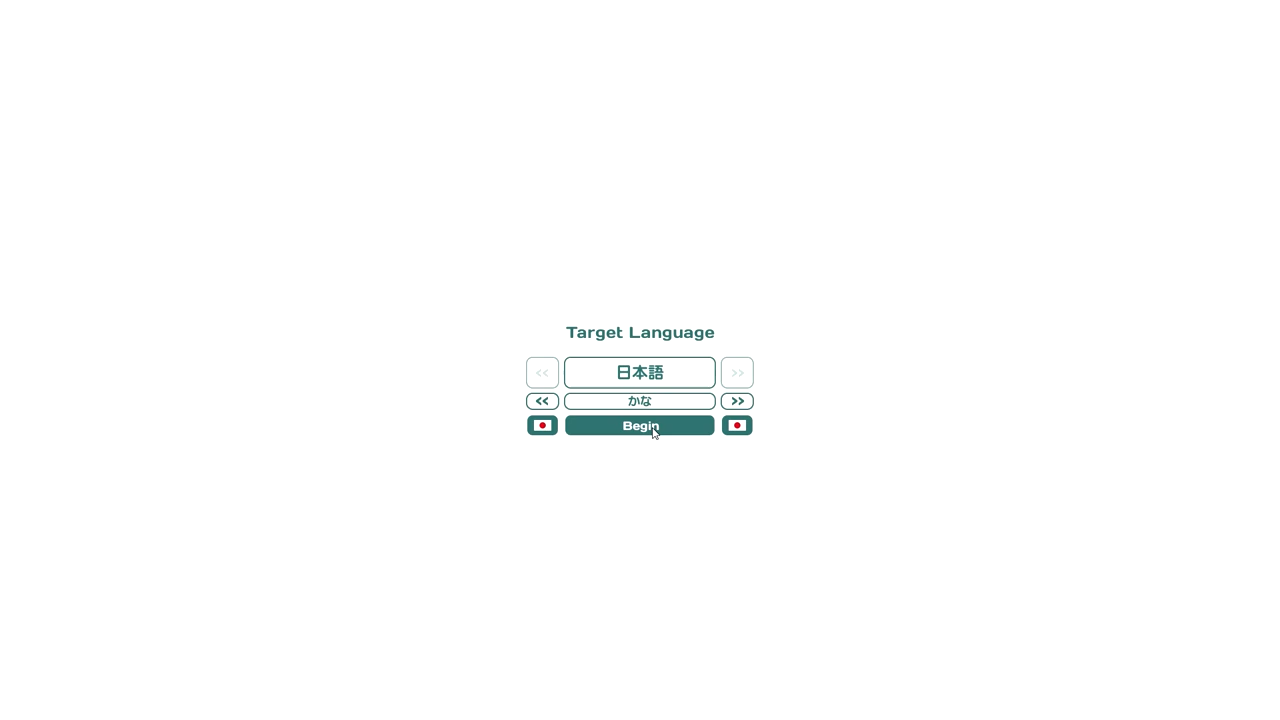 Target Language
<< 日本語 >>
<< かな >>
Begin